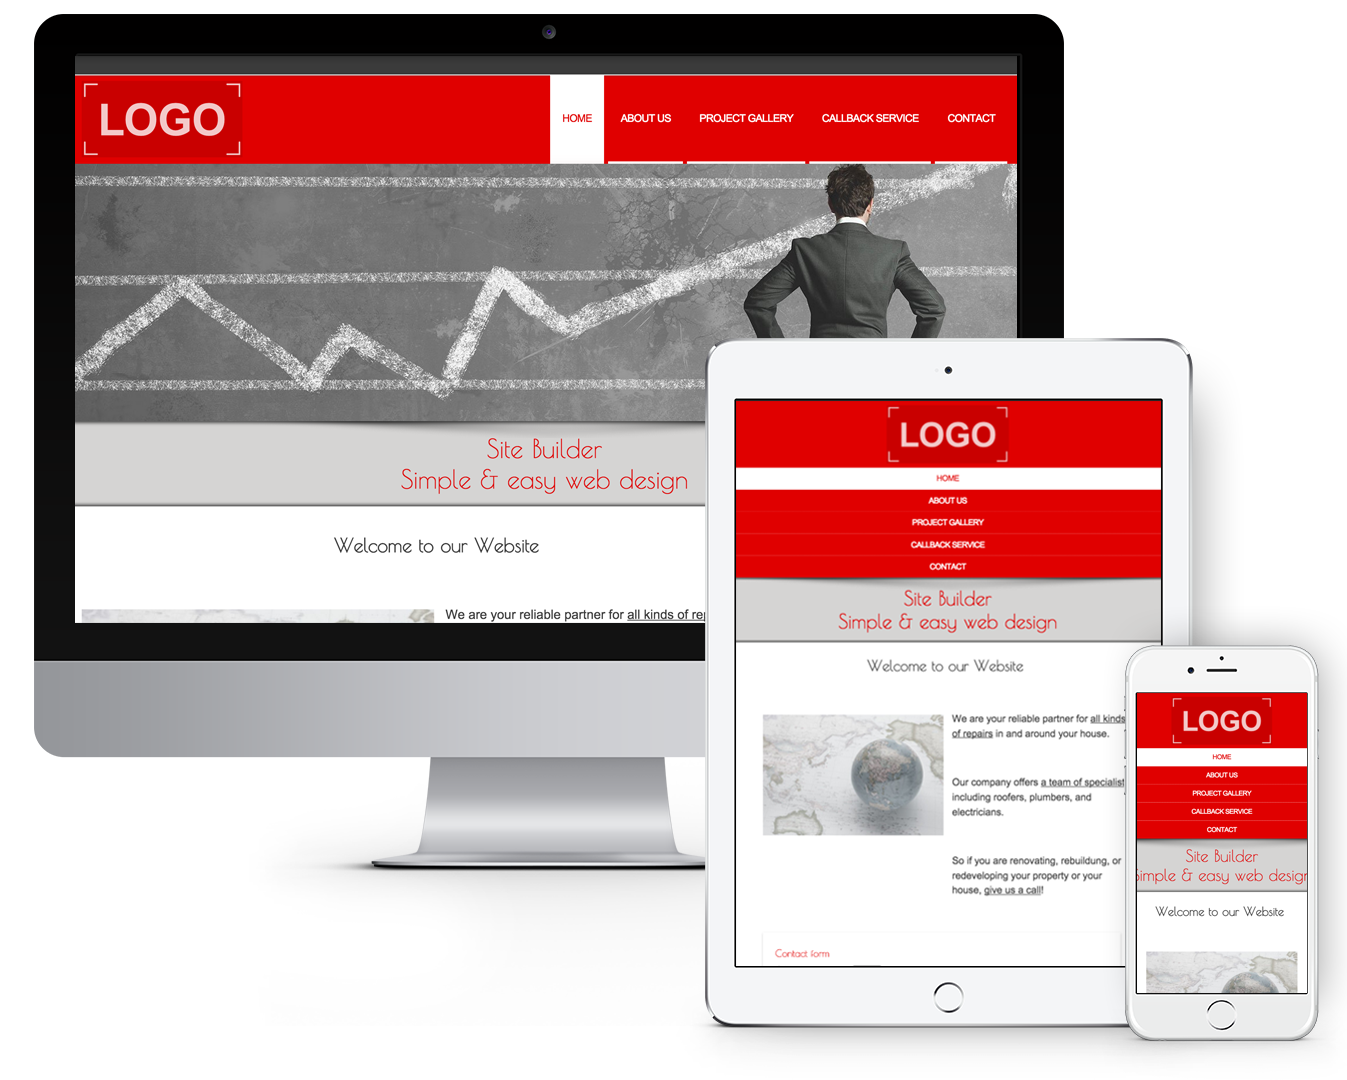 LOGO
HOME ABOUT US PROJECT GALLERY CALLBACK SERVICE CONTACT
Site Builder
Simple & easy web design
Welcome to our Website
We are your reliable partner for all kinds of rep
LOGO
HOME
ABOUT US
PROJECT GALLERY
CALLBACK SERVICE
CONTACT
Site Builder
Simple & easy web design
Welcome to our Website
We are your reliable partner for all kinds
of repairs in and around your house.
Our company offers a team of specialist
including roofers, plumbers, and
electricians.
So if you are renovating, rebuildung, or
redeveloping your property or your
house, give us a call!
Contact form
LOGO
HOME
ABOUT US
PROJECT GALLERY
CALLBACK SERVICE
CONTACT
Site Builder
Simple & easy web design
Welcome to our Website